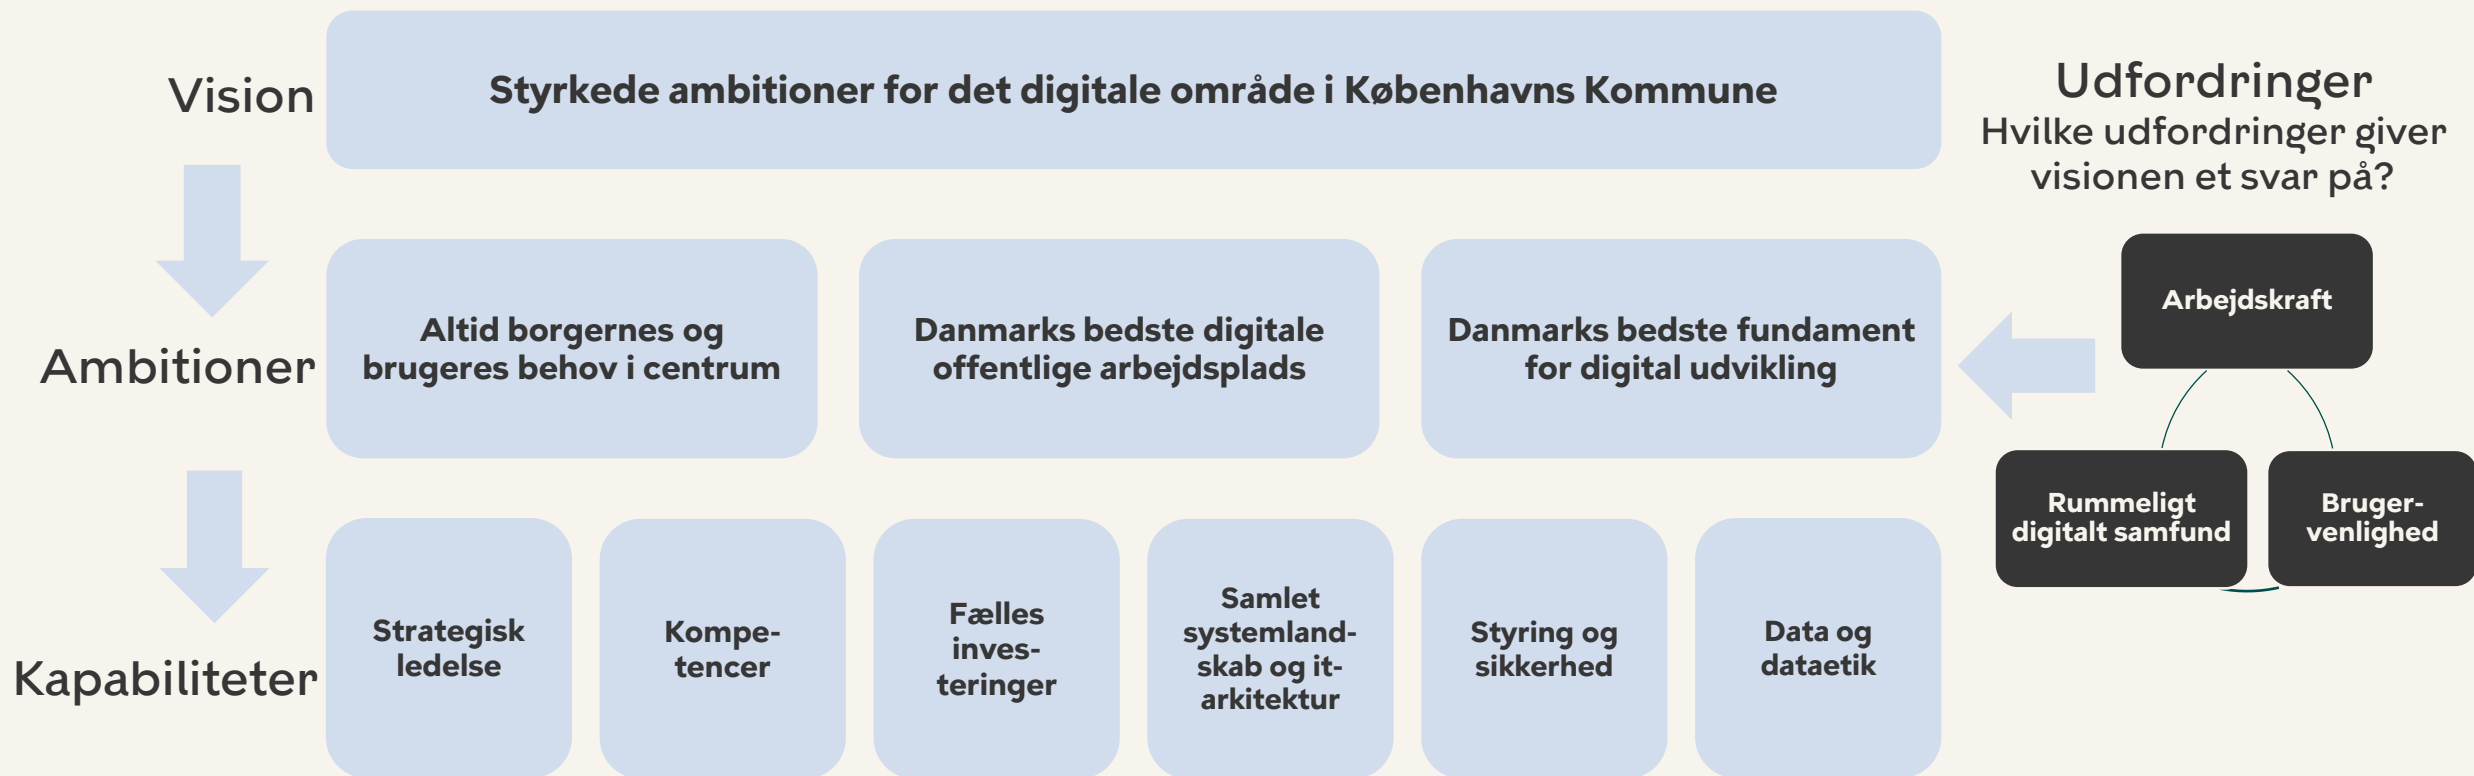 Vision
Styrkede ambitioner for det digitale område i Københavns Kommune
Udfordringer
Hvilke udfordringer giver
visionen et svar på?
Ambitioner
Altid borgernes og
brugeres behov i centrum
Danmarks bedste digitale
offentlige arbejdsplads
Danmarks bedste fundament
for digital udvikling
Arbejdskraft
Rummeligt
digitalt samfund
Bruger-
venlighed
Kapabiliteter
Strategisk
ledelse
Kompe-
tencer
Fælles
inves-
teringer
Samlet
systemland-
skab og it-
arkitektur
Styring og
sikkerhed
Data og
dataetik